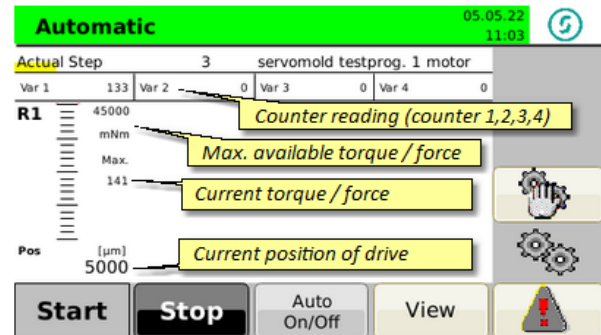 Automatic
05.05.22
11:03
Actual Step 3 servomold testprog. 1 motor
Var 1 133 Var 2 0 Var 3 0 Var 4 0
Counter reading (counter 1,2,3,4)
R1 45000
mNm
Max. available torque / force
Max.
141
Current torque / force
Pos [µm]
5000
Current position of drive
Start Stop Auto On/Off View